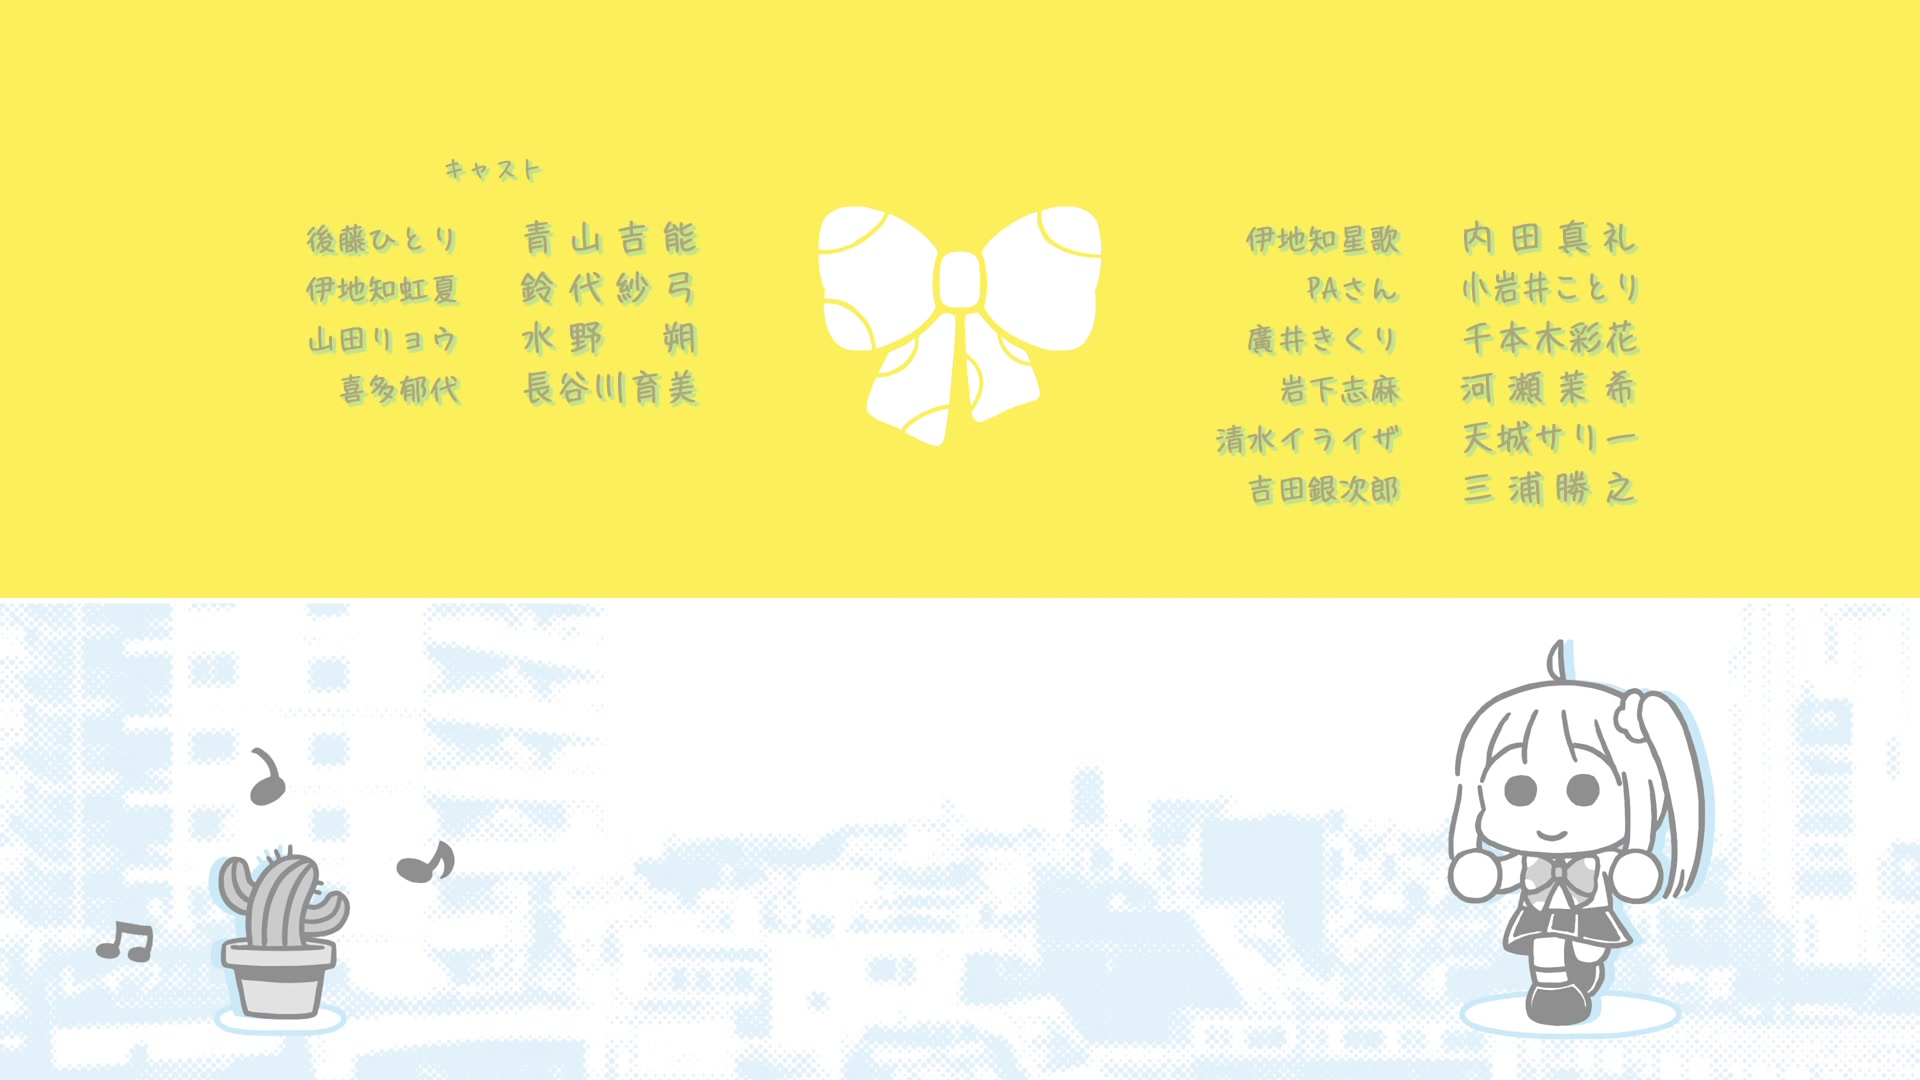 キャスト
後藤ひとり 青山吉能
伊地知虹夏 鈴代紗弓
山田リョウ 水野 朔
喜多郁代 長谷川育美
伊地知星歌 内田真礼
PAさん 小岩井ことり
廣井きくり 千本木彩花
岩下志麻 河瀬茉希
清水イライザ 天城サリー
吉田銀次郎 三浦勝之